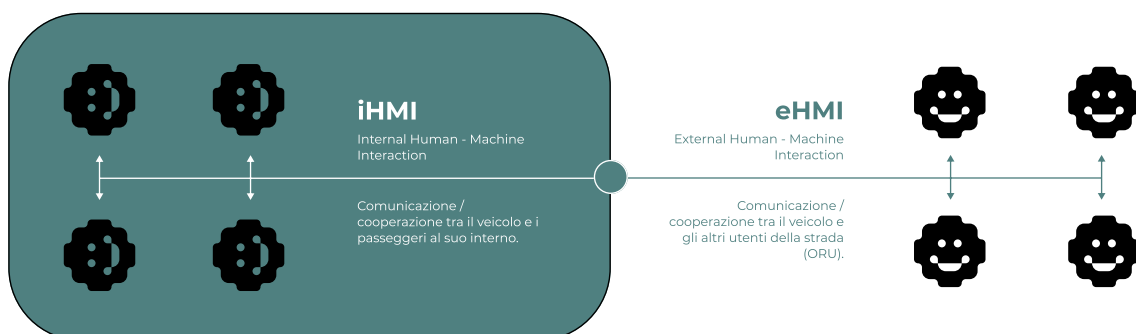 iHMI
Internal Human - Machine
Interaction
Comunicazione /
cooperazione tra il veicolo e i
passeggeri al suo interno.
eHMI
External Human - Machine
Interaction
Comunicazione /
cooperazione tra il veicolo e
gli altri utenti della strada
(ORU).